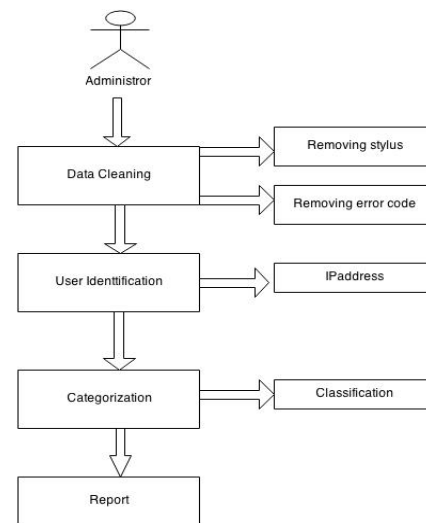 Administror
Removing stylus
Data Cleaning
Removing error code
User Identtification
IPaddress
Categorization
Classification
Report